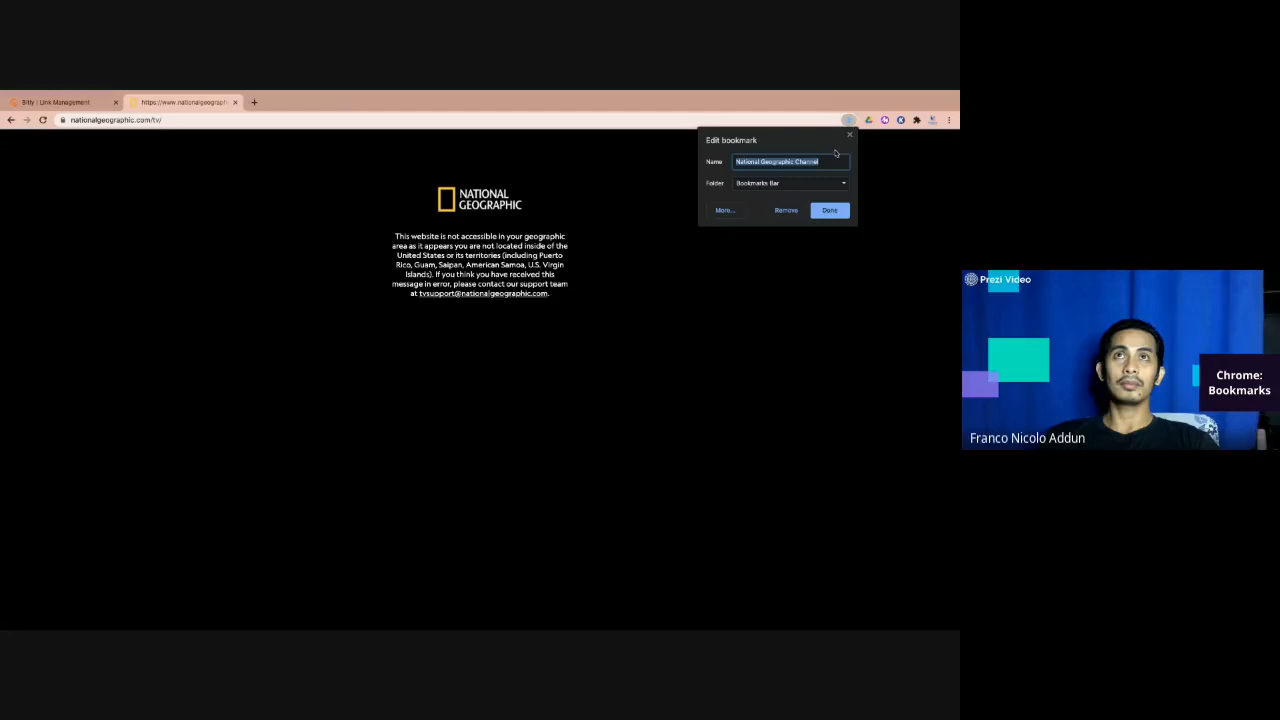 Bitly | Link Management
https://www.nationalgeograph
nationalgeographic.com/tv/
Edit bookmark
Name
National Geographic Channel
Folder
Bookmarks Bar
More...
Remove
Done
NATIONAL
GEOGRAPHIC
This website is not accessible in your geographic
area as it appears you are not located inside of the
United States or its territories (including Puerto
Rico, Guam, Saipan, American Samoa, U.S. Virgin
Islands). If you think you have received this
message in error, please contact our support team
at tvsupport@nationalgeographic.com.
Prezi Video
Chrome:
Bookmarks
Franco Nicolo Addun